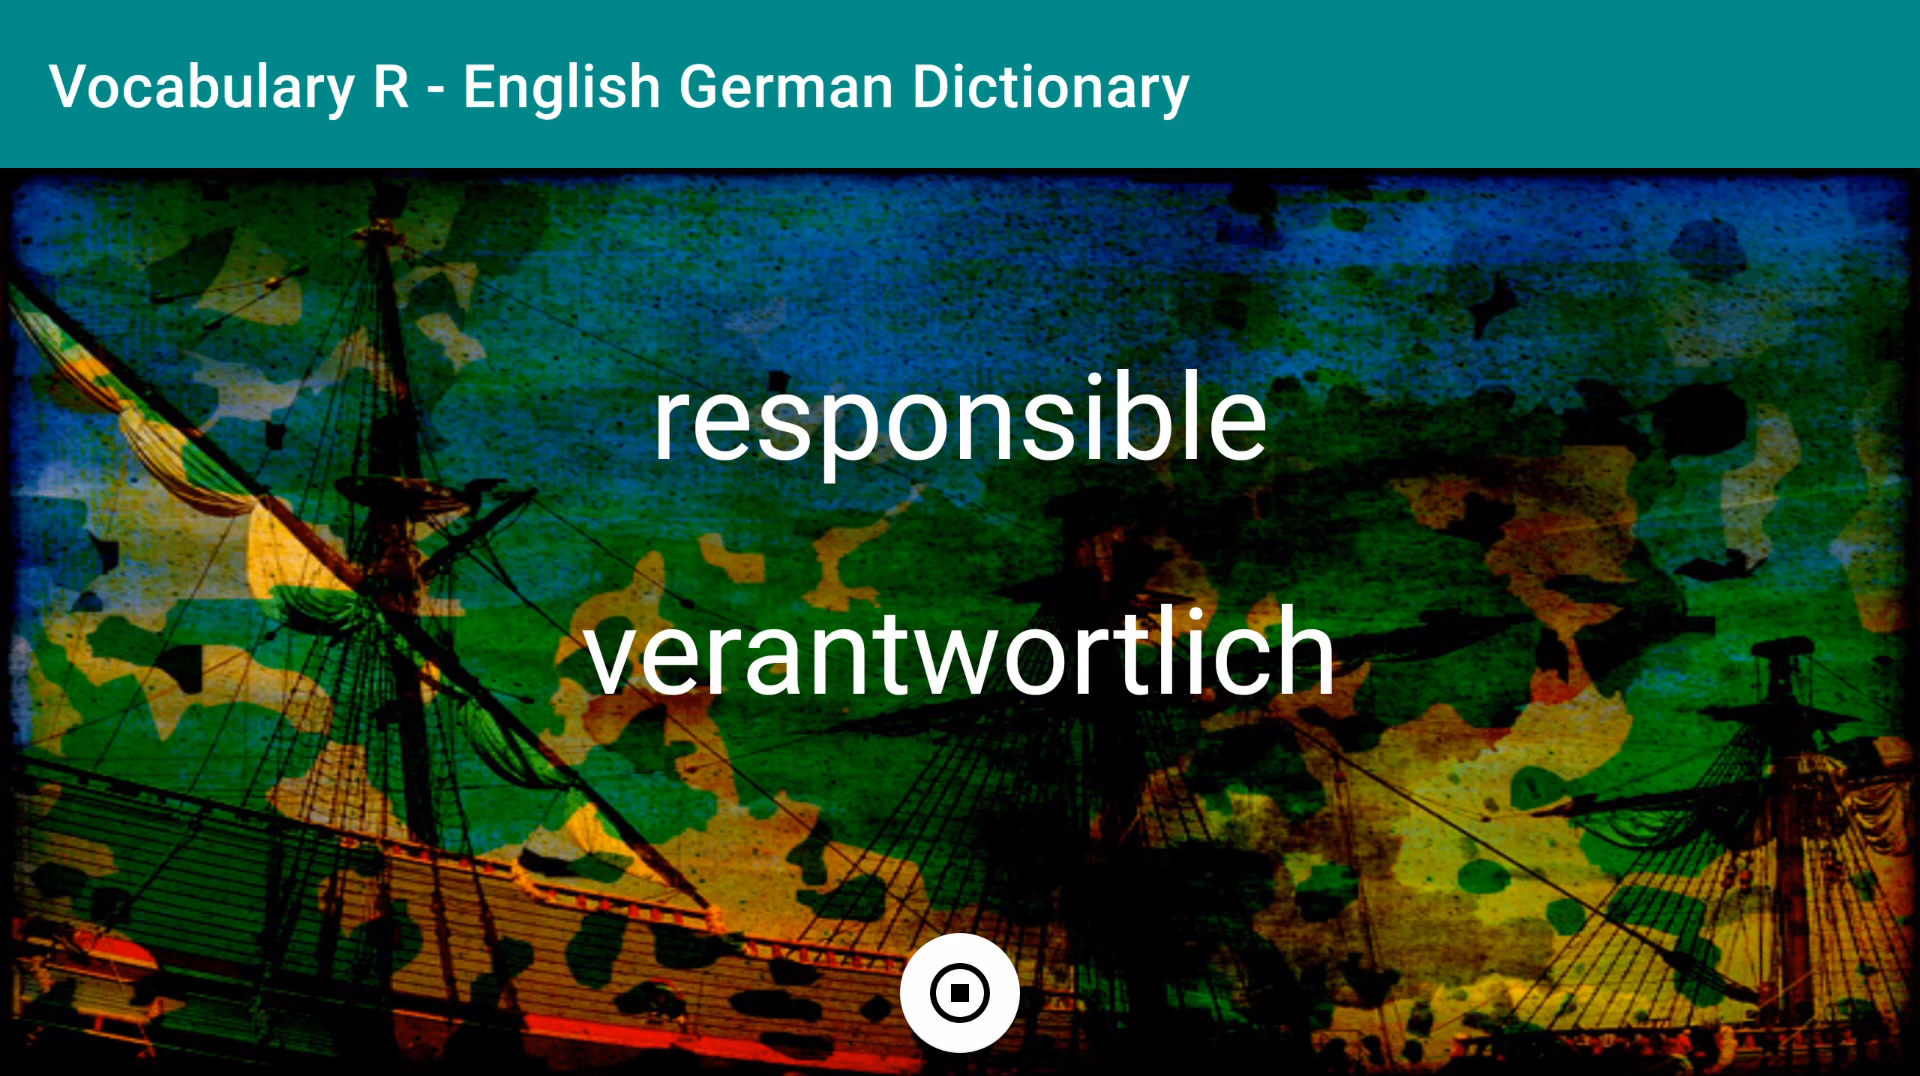 Vocabulary R - English German Dictionary
responsible
verantwortlich